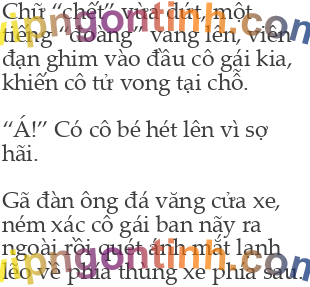 Chữ “chết” vừa dứt, một
tiếng “đoàng” vang lên, viên
đạn ghim vào đầu cô gái kia,
khiến cô tử vong tại chỗ.
“Á!” Có cô bé hét lên vì sợ
hãi.
Gã đàn ông đá văng cửa xe,
ném xác cô gái ban nãy ra
ngoài rồi quét ánh mắt lạnh
lẽo về phía thùng xe phía sau.